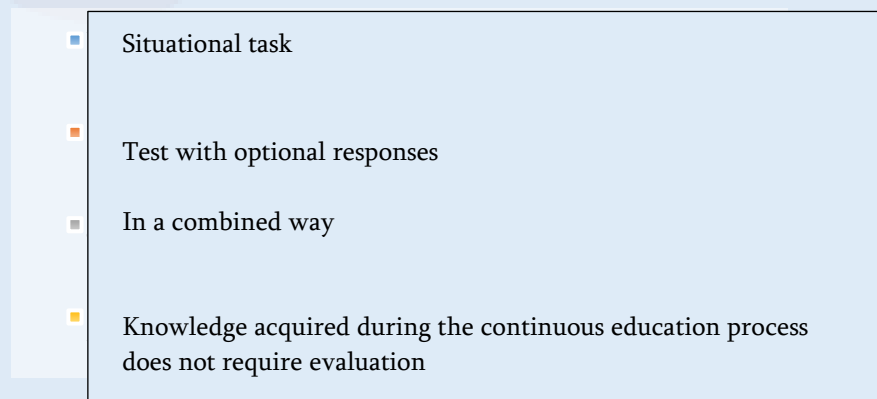 Situational task
Test with optional responses
In a combined way
Knowledge acquired during the continuous education process
does not require evaluation